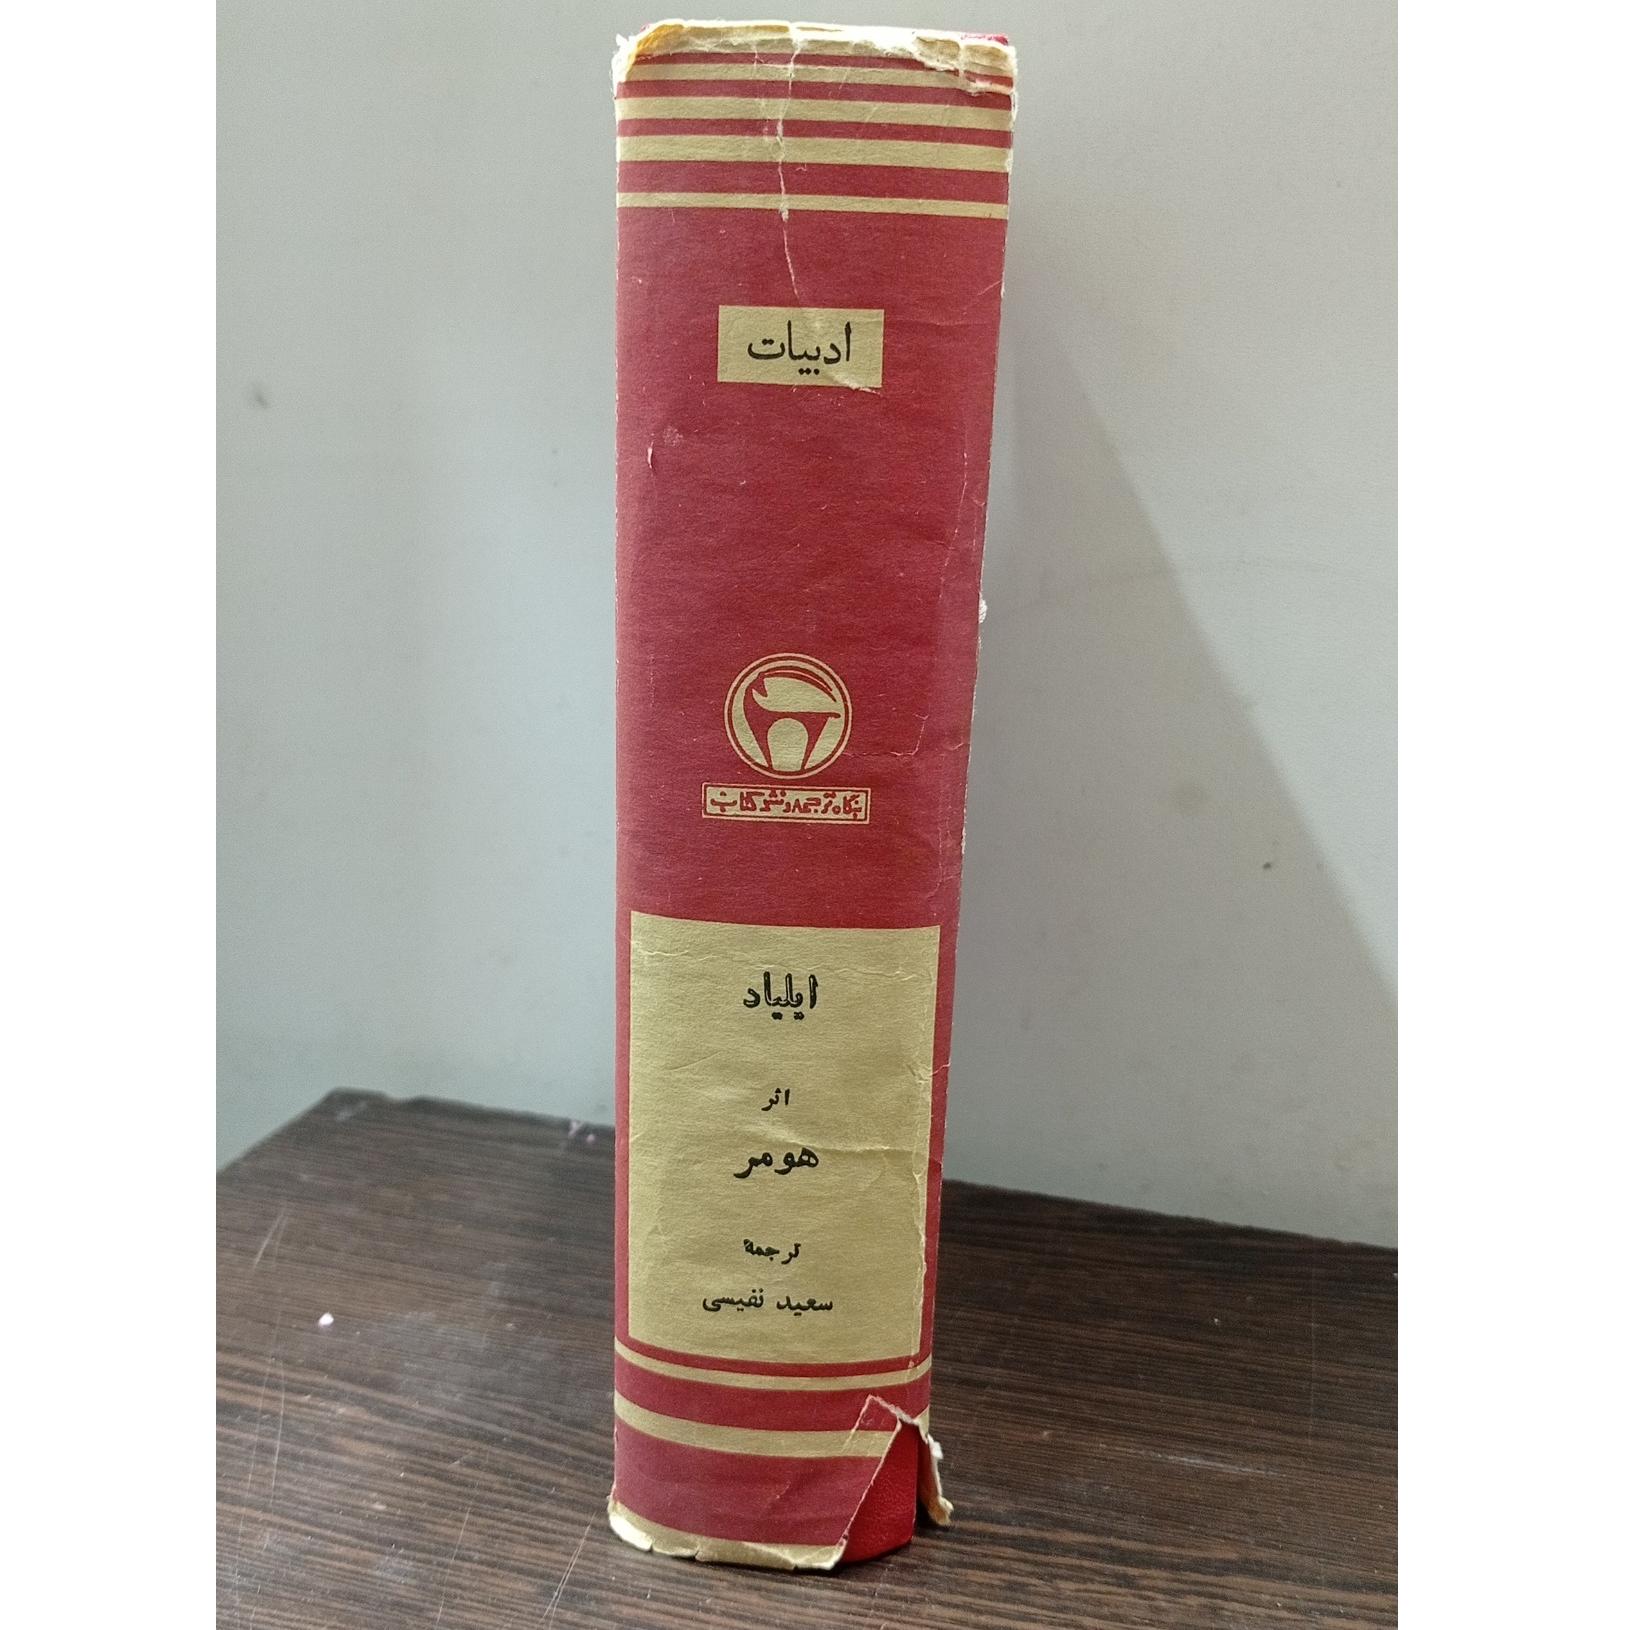 ادبیات
بنگاه ترجمه و نشر کتاب
ایلیاد
اثر
هومر
ترجمهٔ
سعید نفیسی